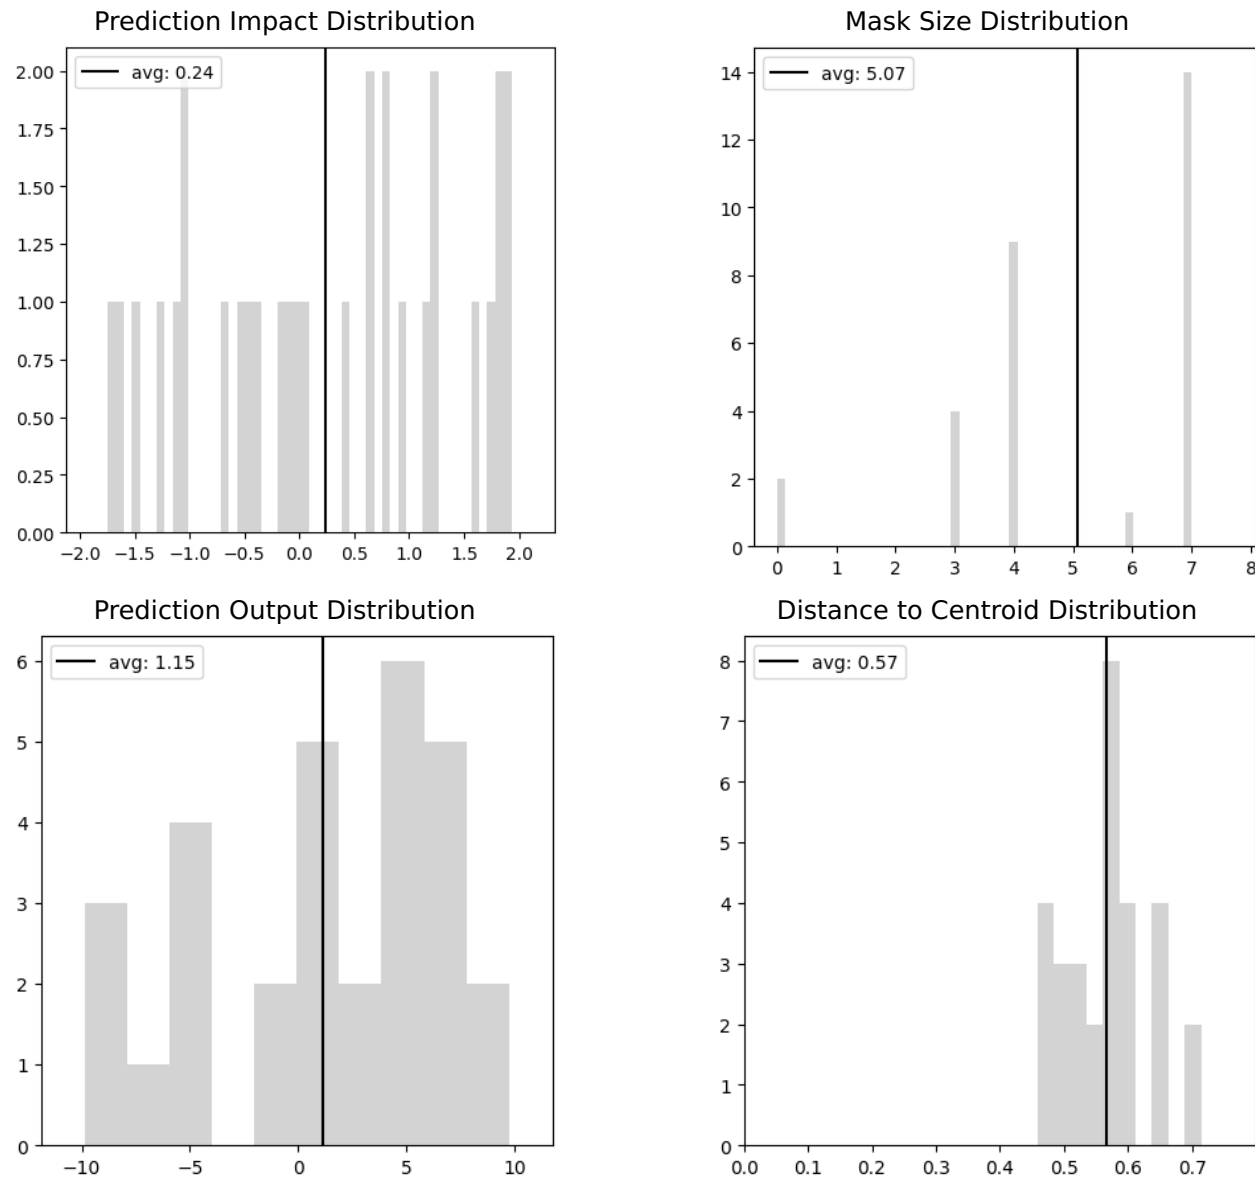 Prediction Impact Distribution
avg: 0.24
2.00
1.75
1.50
1.25
1.00
0.75
0.50
0.25
0.00
−2.0 −1.5 −1.0 −0.5 0.0 0.5 1.0 1.5 2.0
Mask Size Distribution
avg: 5.07
14
12
10
8
6
4
2
0
0 1 2 3 4 5 6 7 8
Prediction Output Distribution
avg: 1.15
6
5
4
3
2
1
0
−10 −5 0 5 10
Distance to Centroid Distribution
avg: 0.57
8
7
6
5
4
3
2
1
0
0.0 0.1 0.2 0.3 0.4 0.5 0.6 0.7